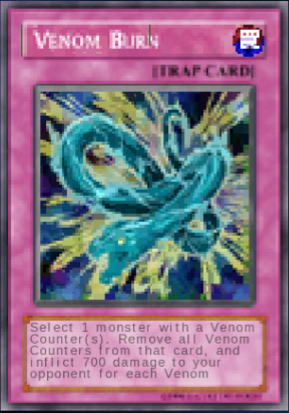 Venom Burn
[TRAP CARD]
Select 1 monster with a Venom
Counter(s). Remove all Venom
Counters from that card, and
inflict 700 damage to your
opponent for each Venom